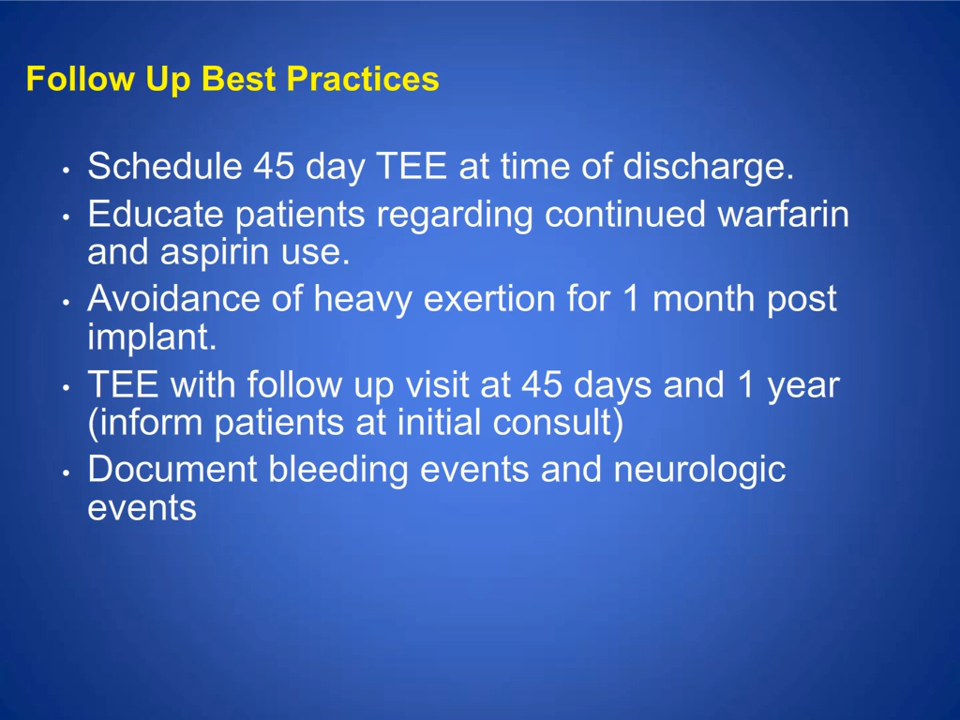 Follow Up Best Practices
• Schedule 45 day TEE at time of discharge.
• Educate patients regarding continued warfarin
and aspirin use.
• Avoidance of heavy exertion for 1 month post
implant.
• TEE with follow up visit at 45 days and 1 year
(inform patients at initial consult)
• Document bleeding events and neurologic
events